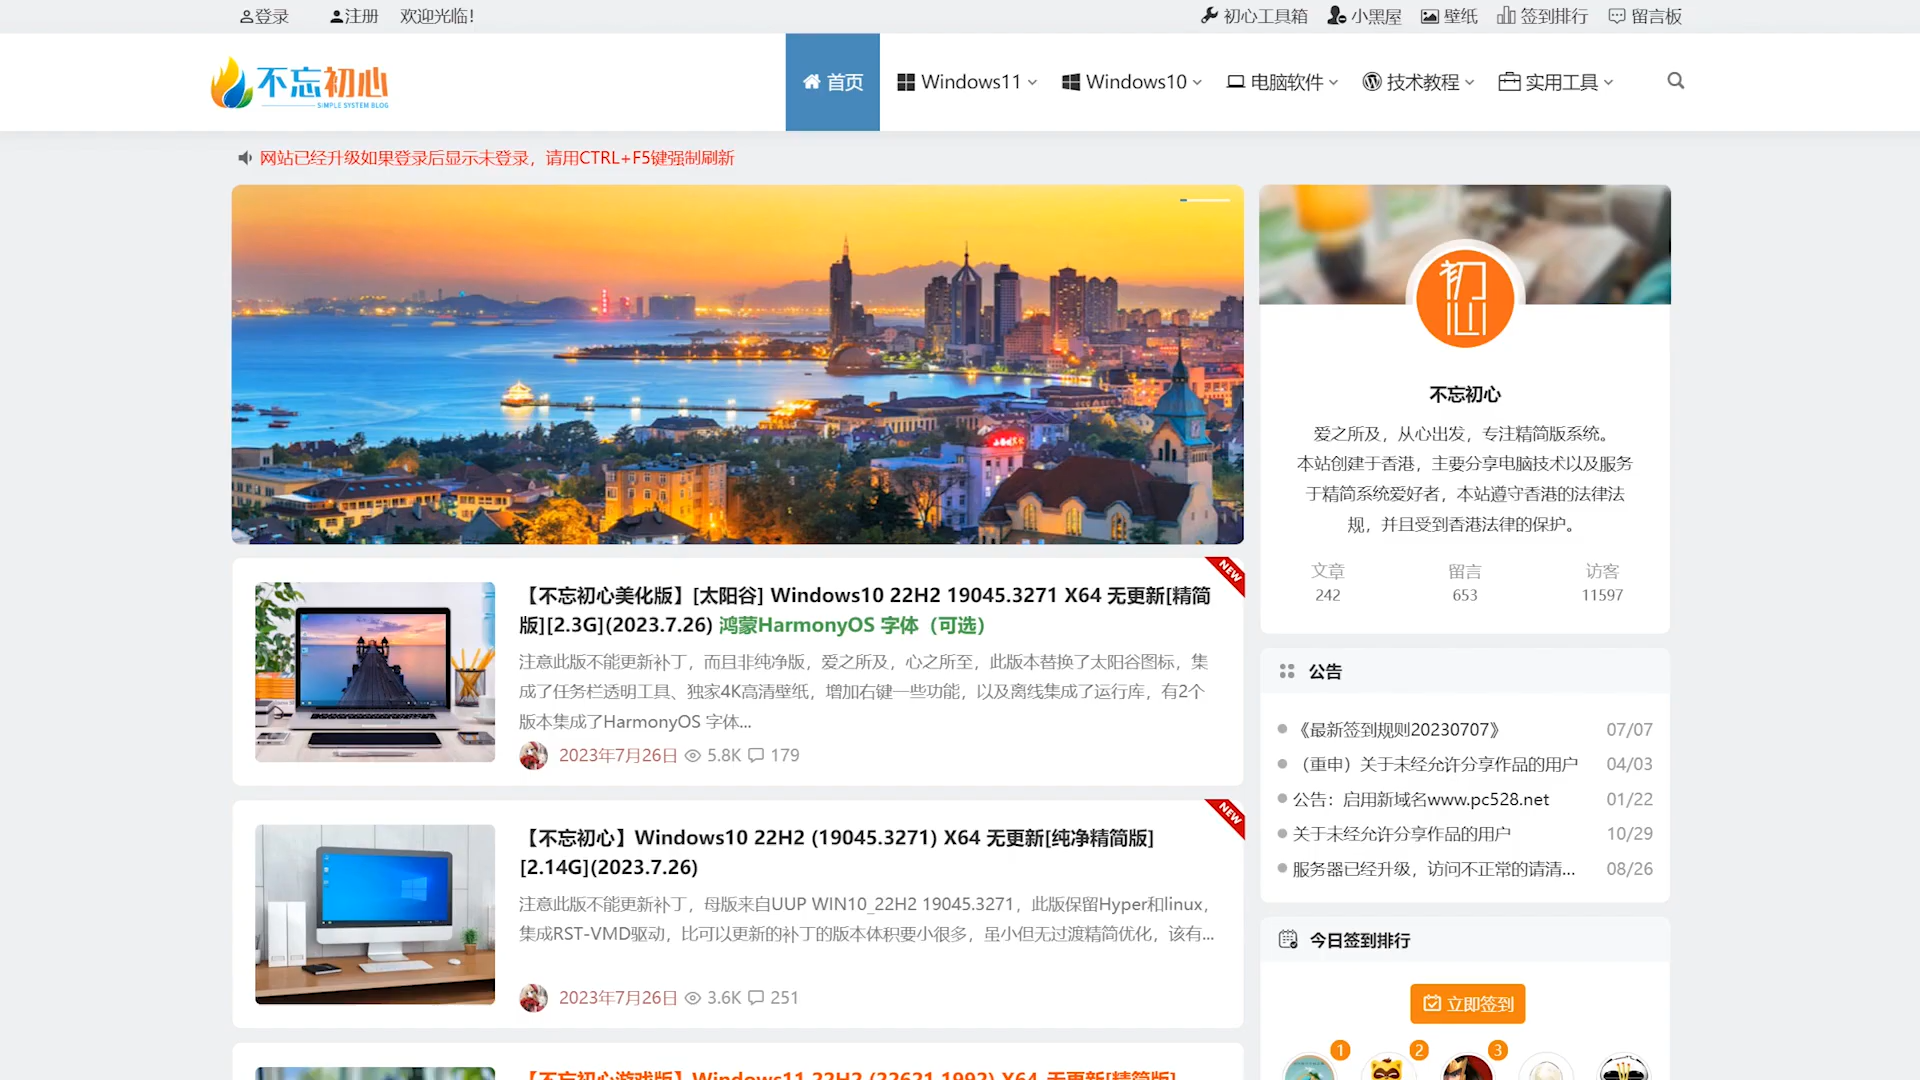 登录 注册 欢迎光临！
初心工具箱 小黑屋 壁纸 签到排行 留言板
不忘初心
SIMPLE SYSTEM BLOG
首页 Windows11 Windows10 电脑软件 技术教程 实用工具
网站已经升级如果登录后显示未登录，请用CTRL+F5键强制刷新
初心
不忘初心
爱之所及，从心出发，专注精简版系统。
本站创建于香港，主要分享电脑技术以及服务
于精简系统爱好者，本站遵守香港的法律法
规，并且受到香港法律的保护。
文章 留言 访客
242 653 11597
NEW
【不忘初心美化版】[太阳谷] Windows10 22H2 19045.3271 X64 无更新[精简
版][2.3G](2023.7.26) 鸿蒙HarmonyOS 字体（可选）
注意此版不能更新补丁，而且非纯净版，爱之所及，心之所至，此版本替换了太阳谷图标，集
成了任务栏透明工具、独家4K高清壁纸，增加右键一些功能，以及离线集成了运行库，有2个
版本集成了HarmonyOS 字体...
2023年7月26日 5.8K 179
公告
《最新签到规则20230707》 07/07
（重申）关于未经允许分享作品的用户 04/03
公告：启用新域名www.pc528.net 01/22
关于未经允许分享作品的用户 10/29
服务器已经升级，访问不正常的请清... 08/26
NEW
【不忘初心】Windows10 22H2 (19045.3271) X64 无更新[纯净精简版]
[2.14G](2023.7.26)
注意此版不能更新补丁，母版来自UUP WIN10_22H2 19045.3271，此版保留Hyper和linux，
集成RST-VMD驱动，比可以更新的补丁的版本体积要小很多，虽小但无过渡精简优化，该有...
2023年7月26日 3.6K 251
今日签到排行
立即签到
1 2 3
【不忘初心游戏版】Windows11 22H2 (22621.1992) X64 无更新[精简版]